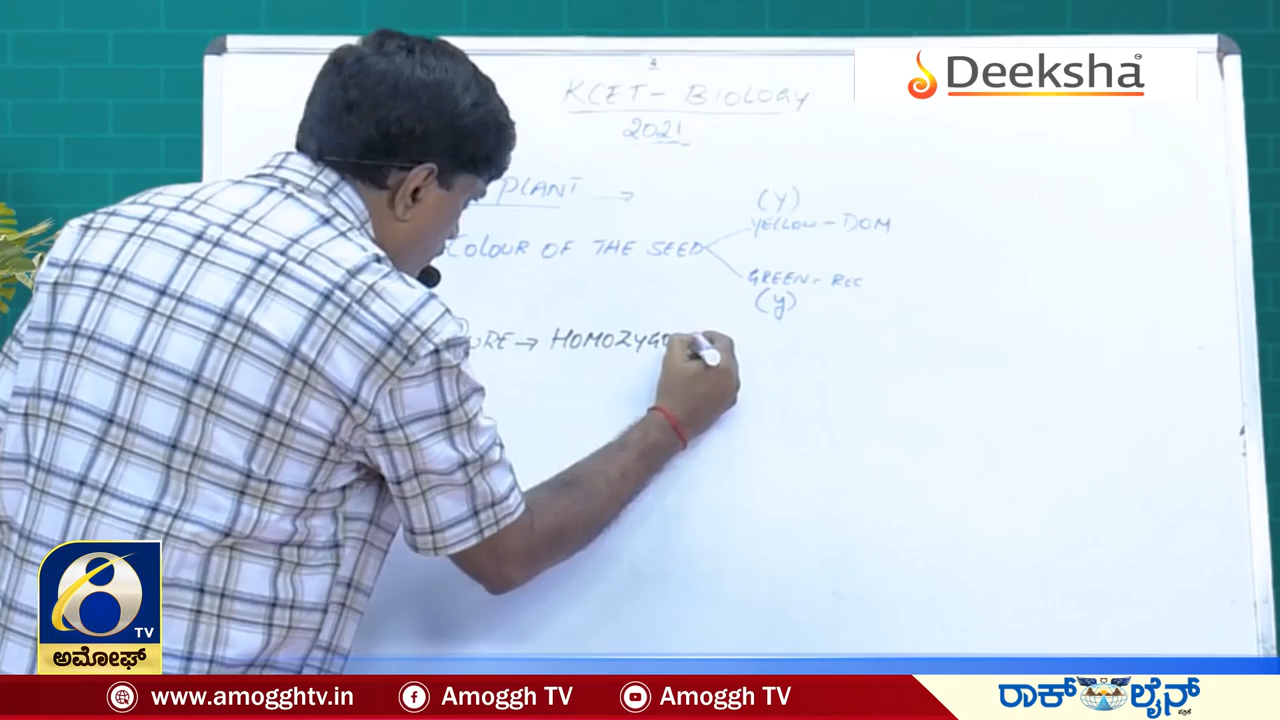 Deeksha
KCET - BIOLOGY
2021
PLANT →
(Y)
YELLOW - DOM
COLOUR OF THE SEED
GREEN - REC
(y)
URE → HOMOZYGO
TV
ಅಮೋಘ್
www.amogghtv.in
Amoggh TV
Amoggh TV
ರಾಕ್ ಲೈನ್